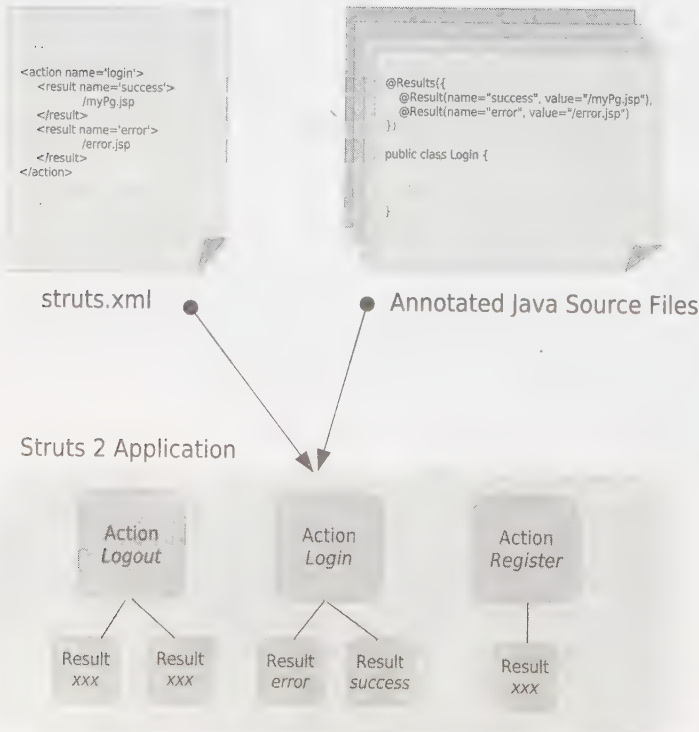 ..
<action name='login'>
<result name='success'>
/myPg.jsp
</result>
<result name='error'>
/error.jsp
</result>
</action>
.
@Results({
@Result(name="success", value="/myPg.jsp"),
@Result(name="error", value="/error.jsp")
})
public class Login {
}
struts.xml
Annotated Java Source Files
Struts 2 Application
Action
Logout
Action
Login
Action
Register
Result
xxx
Result
xxx
Result
error
Result
success
Result
xxx